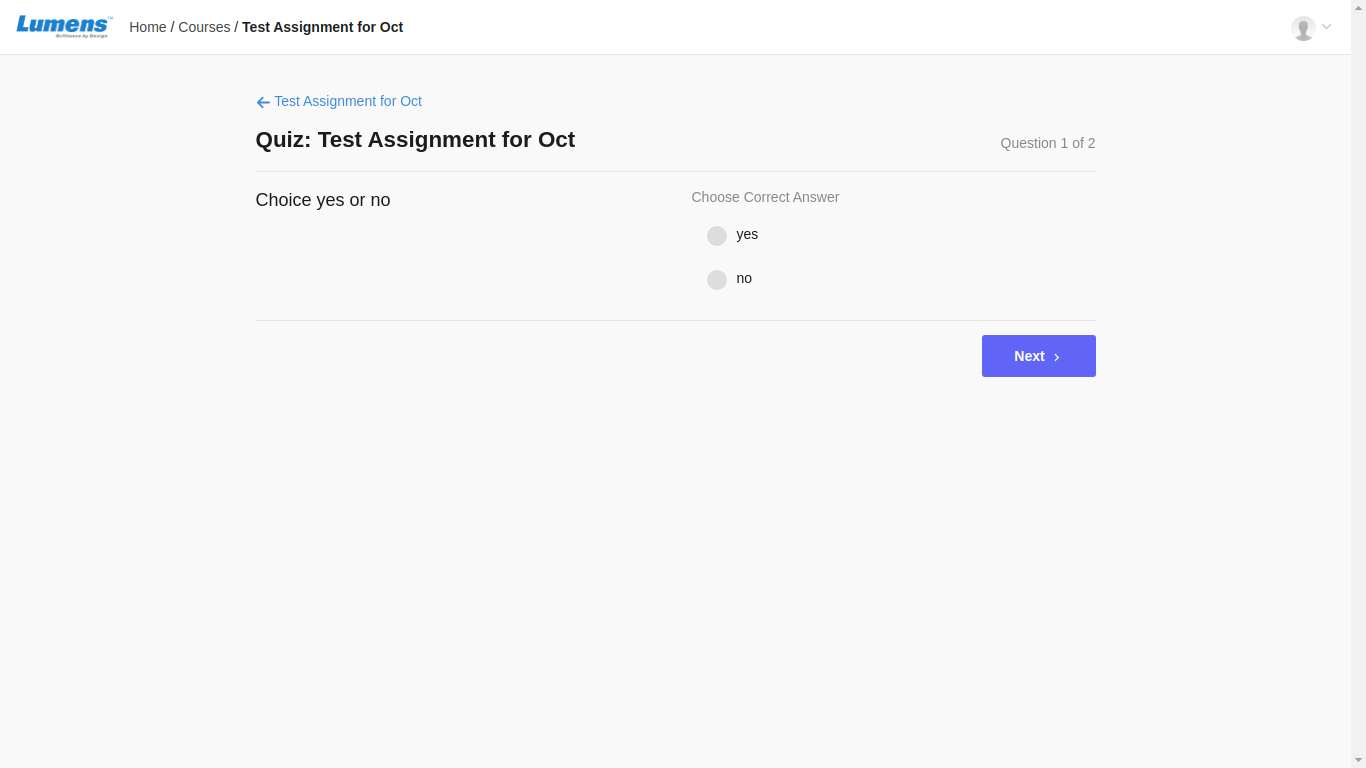 Lumens™
Brilliance by Design
Home / Courses / Test Assignment for Oct
Test Assignment for Oct
Quiz: Test Assignment for Oct
Question 1 of 2
Choice yes or no
Choose Correct Answer
yes
no
Next